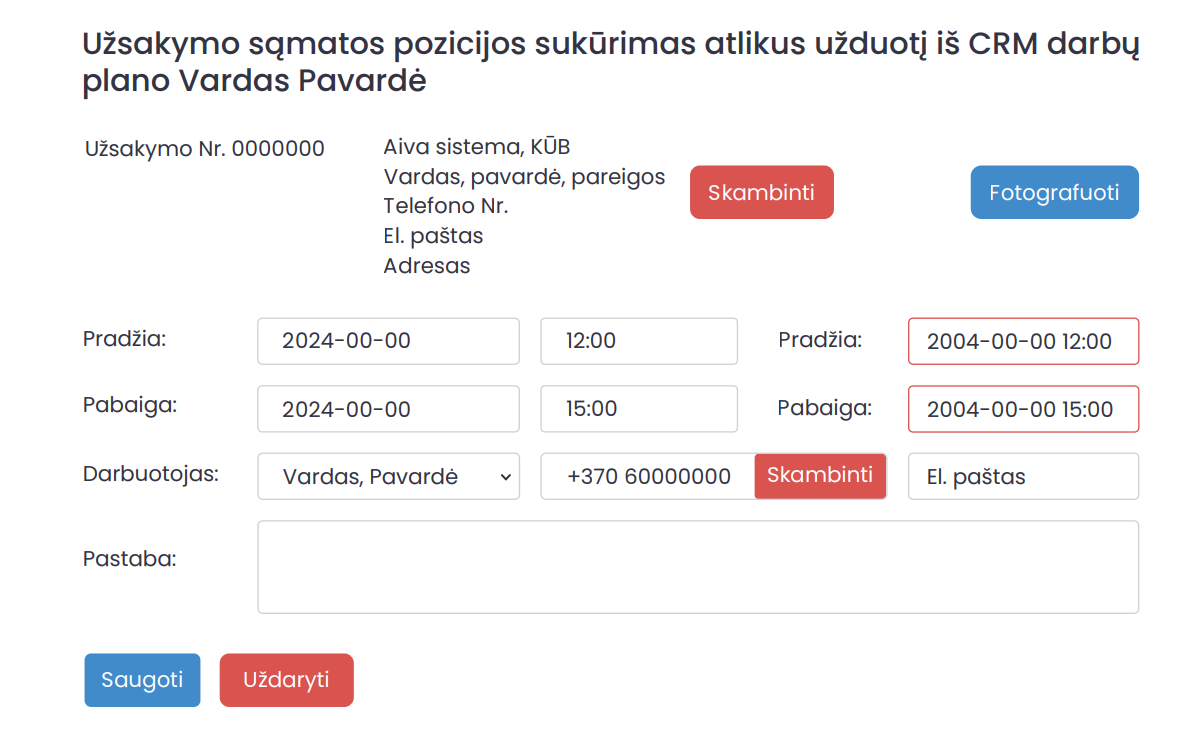 Užsakymo sąmatos pozicijos sukūrimas atlikus užduotį iš CRM darbų
plano Vardas Pavardė
Užsakymo Nr. 0000000
Aiva sistema, KŪB
Vardas, pavardė, pareigos
Telefono Nr.
El. paštas
Adresas
Skambinti
Fotografuoti
Pradžia: 2024-00-00 12:00 Pradžia: 2004-00-00 12:00
Pabaiga: 2024-00-00 15:00 Pabaiga: 2004-00-00 15:00
Darbuotojas: Vardas, Pavardė +370 60000000 Skambinti El. paštas
Pastaba:
Saugoti Uždaryti